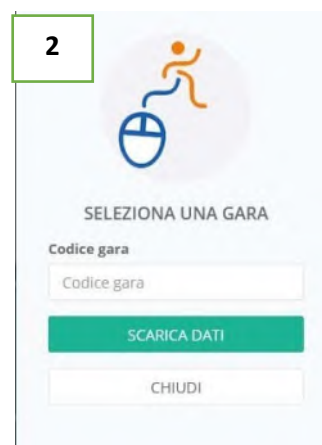 2
SELEZIONA UNA GARA
Codice gara
Codice gara
SCARICA DATI
CHIUDI